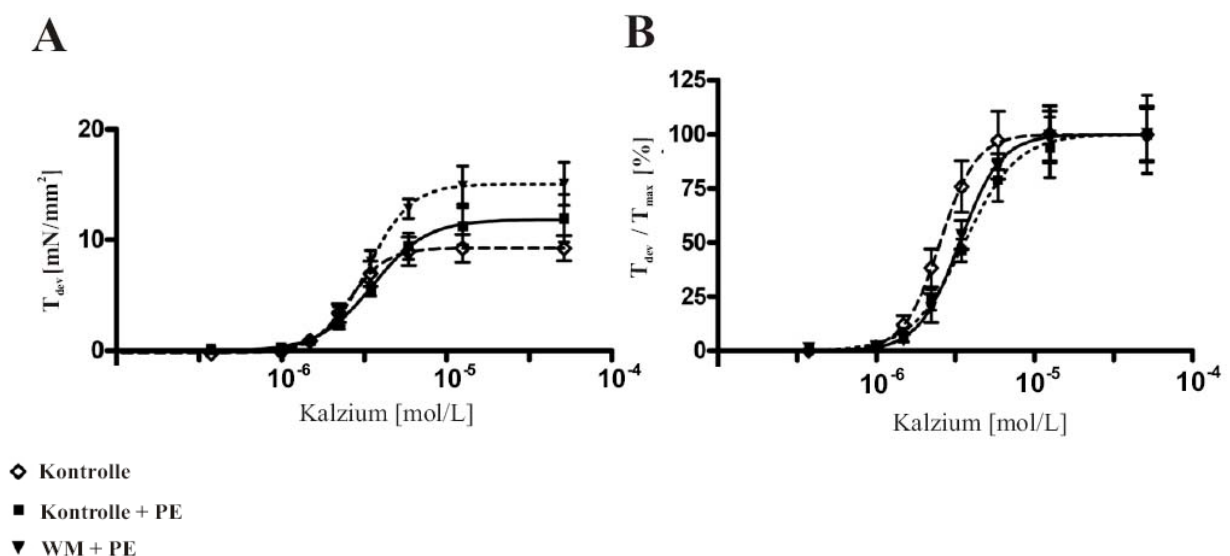 A
B
T_dev [mN/mm²]
20
10
0
10⁻⁶
10⁻⁵
10⁻⁴
Kalzium [mol/L]
T_dev / T_max [%]
125
100
75
50
25
0
10⁻⁶
10⁻⁵
10⁻⁴
Kalzium [mol/L]
Kontrolle
Kontrolle + PE
WM + PE